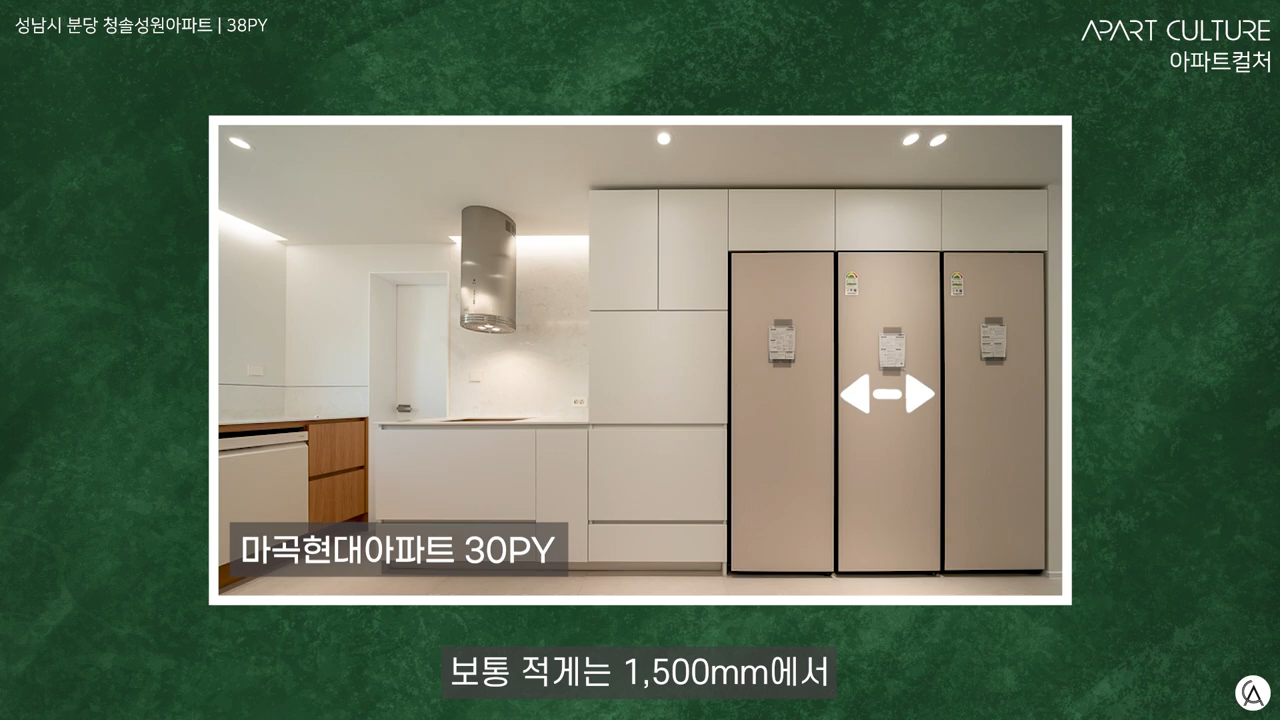 성남시 분당 청솔성원아파트 | 38PY
APART CULTURE
아파트컬처
마곡현대아파트 30PY
보통 적게는 1,500mm에서